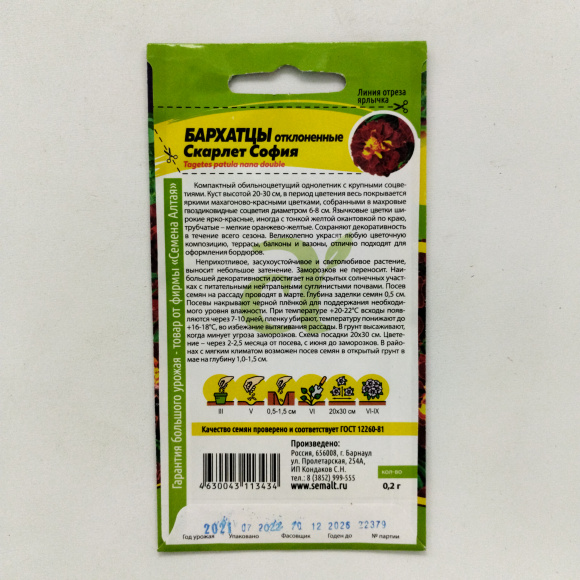 Линия отреза
ярлычка
БАРХАТЦЫ отклоненные
Скарлет София
Tagetes patula nana double
Гарантия большого урожая - товар от фирмы «Семена Алтая»
Компактный обильноцветущий однолетник с крупными соцве-
тиями. Куст высотой 20-30 см, в период цветения весь покрывается
яркими махагоново-красными цветками, собранными в махровые
гвоздиковидные соцветия диаметром 6-8 см. Язычковые цветки ши-
рокие ярко-красные, иногда с тонкой желтой окантовкой по краю,
трубчатые – мелкие оранжево-желтые. Сохраняют декоративность
в течение всего сезона. Великолепно украсят любую цветочную
композицию, террасы, балконы и вазоны, отлично подходят для
оформления бордюров.
Неприхотливое, засухоустойчивое и светолюбивое растение,
выносит небольшое затенение. Заморозков не переносит. Наи-
большей декоративности достигает на открытых солнечных участ-
ках с питательными нейтральными суглинистыми почвами. Посев
семян на рассаду проводят в марте. Глубина заделки семян 0,5 см.
Посевы накрывают черной плёнкой для поддержания необходи-
мого уровня влажности. При температуре +20-22°С всходы появ-
ляются через 7-10 дней, пленку убирают, температуру понижают до
+16-18°С, во избежание вытягивания рассады. В грунт высаживают,
когда минует угроза заморозков. Схема посадки 20х30 см. Цвете-
ние – через 2-2,5 месяца от посева, с июня до заморозков. В райо-
нах с мягким климатом возможен посев семян в открытый грунт в
мае на глубину 1,0-1,5 см.
III V 0,5-1,5 см VI 20х30 см VI-IX
Качество семян проверено и соответствует ГОСТ 12260-81
Произведено:
Россия, 656008, г. Барнаул
ул. Пролетарская, 254А,
ИП Кондаков С.Н.
тел.: 8 (3852) 999-555
www.semalt.ru
4 630043 113434
кол-во
0,2 г
2021 07 2022 10 12 2026 22379
Год урожая Упаковано Фасовщик Годен до № партии